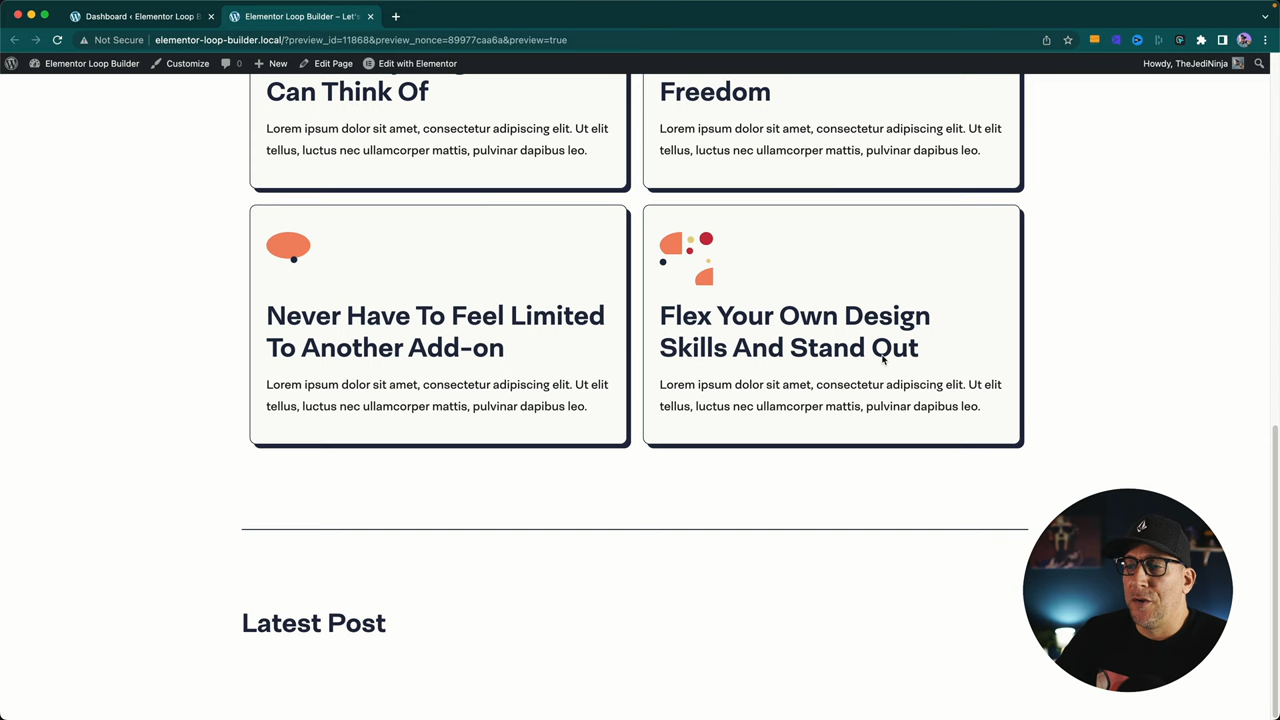 Dashboard ‹ Elementor Loop B
Elementor Loop Builder – Let's
Not Secure
elementor-loop-builder.local/?preview_id=11868&preview_nonce=89977caa6a&preview=true
Elementor Loop Builder
Customize
0
New
Edit Page
Edit with Elementor
Howdy, TheJediNinja
Can Think Of
Lorem ipsum dolor sit amet, consectetur adipiscing elit. Ut elit
tellus, luctus nec ullamcorper mattis, pulvinar dapibus leo.
Freedom
Lorem ipsum dolor sit amet, consectetur adipiscing elit. Ut elit
tellus, luctus nec ullamcorper mattis, pulvinar dapibus leo.
Never Have To Feel Limited
To Another Add-on
Lorem ipsum dolor sit amet, consectetur adipiscing elit. Ut elit
tellus, luctus nec ullamcorper mattis, pulvinar dapibus leo.
Flex Your Own Design
Skills And Stand Out
Lorem ipsum dolor sit amet, consectetur adipiscing elit. Ut elit
tellus, luctus nec ullamcorper mattis, pulvinar dapibus leo.
Latest Post